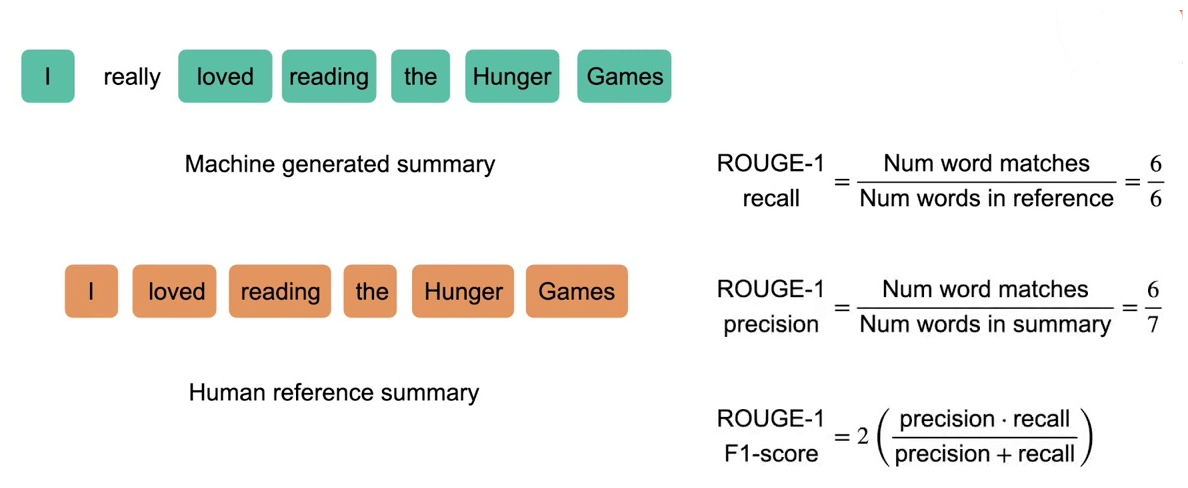 I really loved reading the Hunger Games
Machine generated summary
I loved reading the Hunger Games
Human reference summary
ROUGE-1 recall = Num word matches / Num words in reference = 6 / 6
ROUGE-1 precision = Num word matches / Num words in summary = 6 / 7
ROUGE-1 F1-score = 2 ( precision · recall / precision + recall )